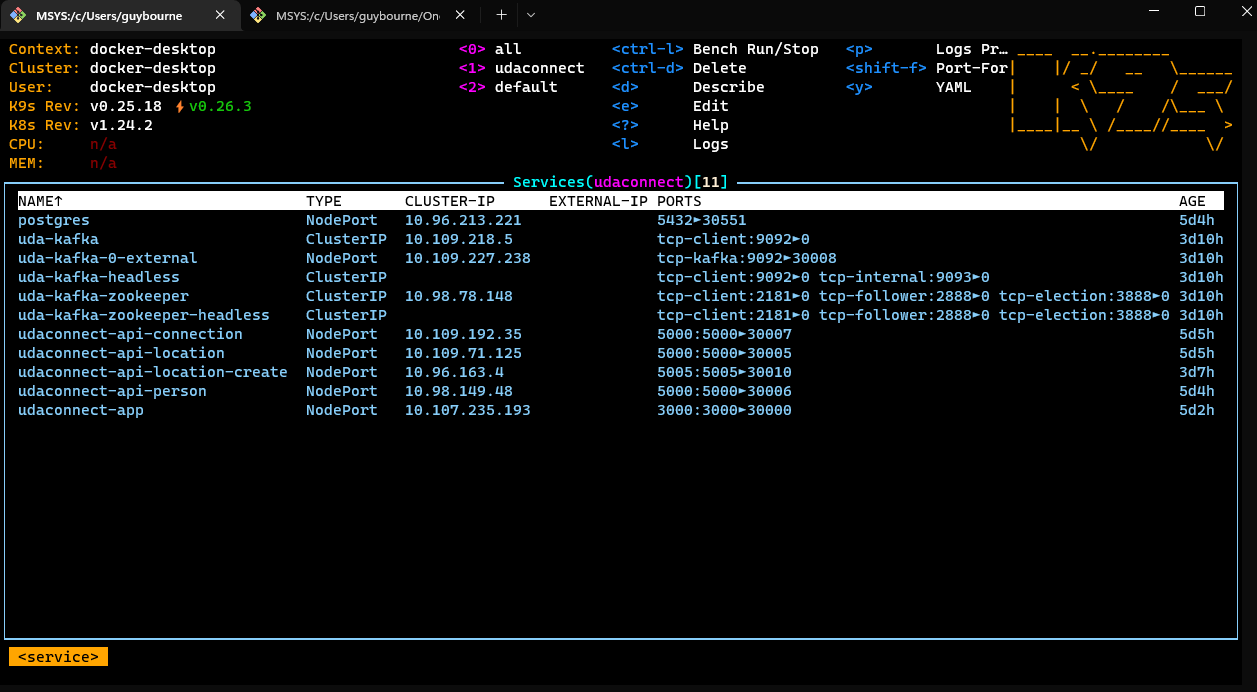 MSYS:/c/Users/guybourne MSYS:/c/Users/guybourne/On
Context: docker-desktop <0> all <ctrl-l> Bench Run/Stop <p> Logs Pr…
Cluster: docker-desktop <1> udaconnect <ctrl-d> Delete <shift-f> Port-For
User: docker-desktop <2> default <d> Describe <y> YAML
K9s Rev: v0.25.18 ⚡v0.26.3 <e> Edit
K8s Rev: v1.24.2 <?> Help
CPU: n/a <l> Logs
MEM: n/a
Services(udaconnect)[11]
NAME↑ TYPE CLUSTER-IP EXTERNAL-IP PORTS AGE
postgres NodePort 10.96.213.221 5432►30551 5d4h
uda-kafka ClusterIP 10.109.218.5 tcp-client:9092►0 3d10h
uda-kafka-0-external NodePort 10.109.227.238 tcp-kafka:9092►30008 3d10h
uda-kafka-headless ClusterIP tcp-client:9092►0 tcp-internal:9093►0 3d10h
uda-kafka-zookeeper ClusterIP 10.98.78.148 tcp-client:2181►0 tcp-follower:2888►0 tcp-election:3888►0 3d10h
uda-kafka-zookeeper-headless ClusterIP tcp-client:2181►0 tcp-follower:2888►0 tcp-election:3888►0 3d10h
udaconnect-api-connection NodePort 10.109.192.35 5000:5000►30007 5d5h
udaconnect-api-location NodePort 10.109.71.125 5000:5000►30005 5d5h
udaconnect-api-location-create NodePort 10.96.163.4 5005:5005►30010 3d7h
udaconnect-api-person NodePort 10.98.149.48 5000:5000►30006 5d4h
udaconnect-app NodePort 10.107.235.193 3000:3000►30000 5d2h
<service>